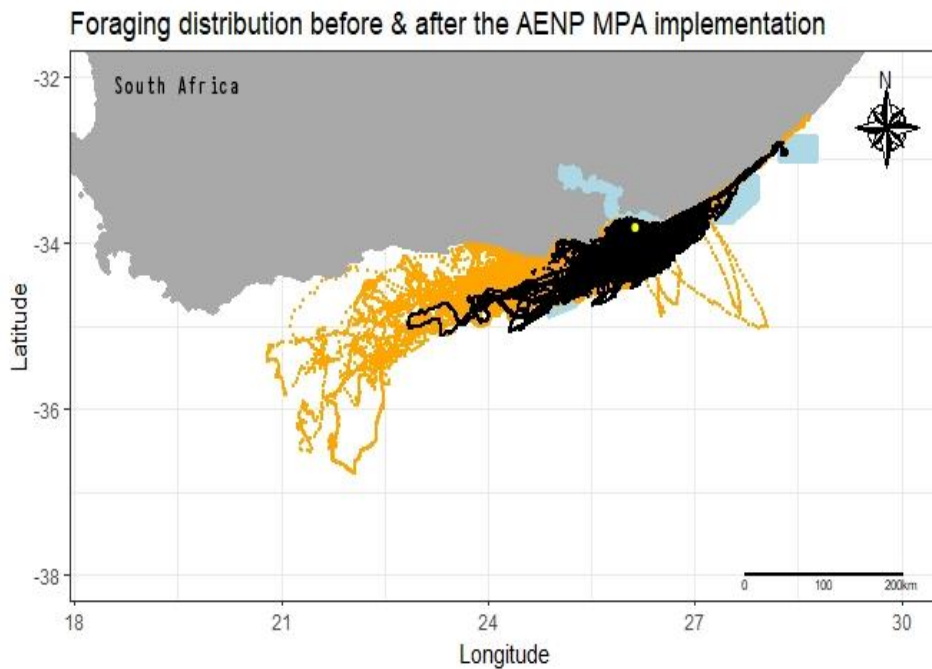 Foraging distribution before & after the AENP MPA implementation
South Africa
N
Latitude
-32
-34
-36
-38
0 100 200km
18 21 24 27 30
Longitude